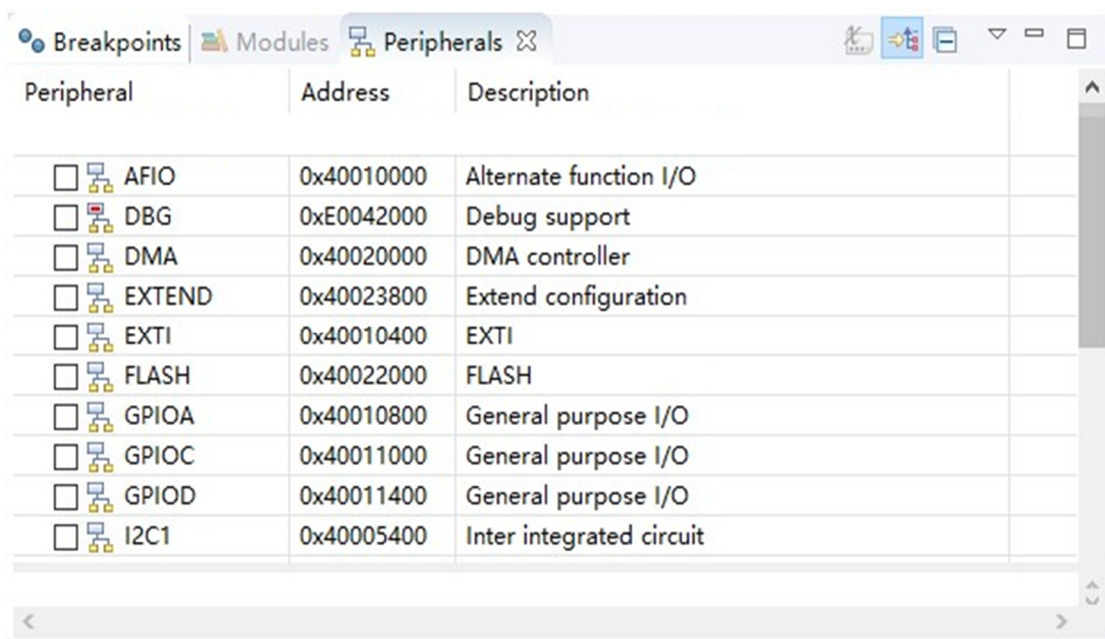 Breakpoints Modules Peripherals
Peripheral Address Description
AFIO 0x40010000 Alternate function I/O
DBG 0xE0042000 Debug support
DMA 0x40020000 DMA controller
EXTEND 0x40023800 Extend configuration
EXTI 0x40010400 EXTI
FLASH 0x40022000 FLASH
GPIOA 0x40010800 General purpose I/O
GPIOC 0x40011000 General purpose I/O
GPIOD 0x40011400 General purpose I/O
I2C1 0x40005400 Inter integrated circuit